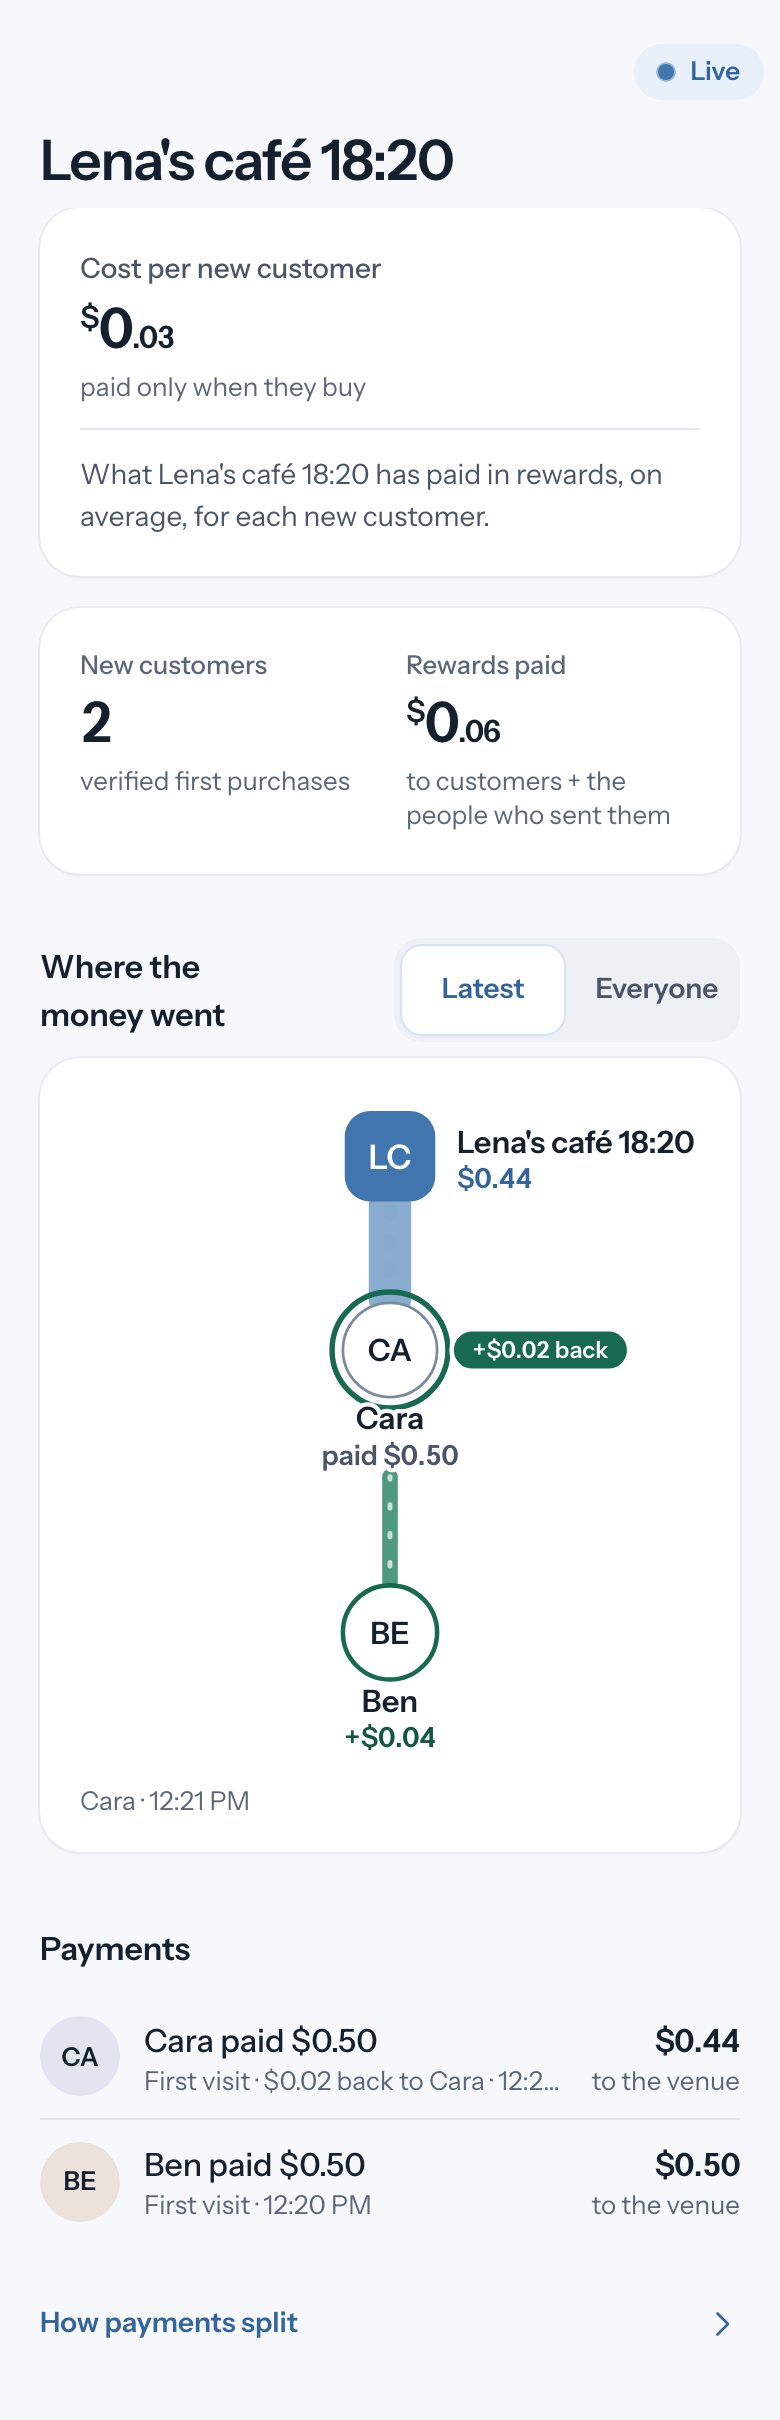 Live
Lena's café 18:20
Cost per new customer
$0.03
paid only when they buy
What Lena's café 18:20 has paid in rewards, on
average, for each new customer.
New customers
2
verified first purchases
Rewards paid
$0.06
to customers + the
people who sent them
Where the
money went
Latest
Everyone
LC
Lena's café 18:20
$0.44
CA
+$0.02 back
Cara
paid $0.50
BE
Ben
+$0.04
Cara · 12:21 PM
Payments
CA
Cara paid $0.50
$0.44
First visit · $0.02 back to Cara · 12:2...
to the venue
BE
Ben paid $0.50
$0.50
First visit · 12:20 PM
to the venue
How payments split